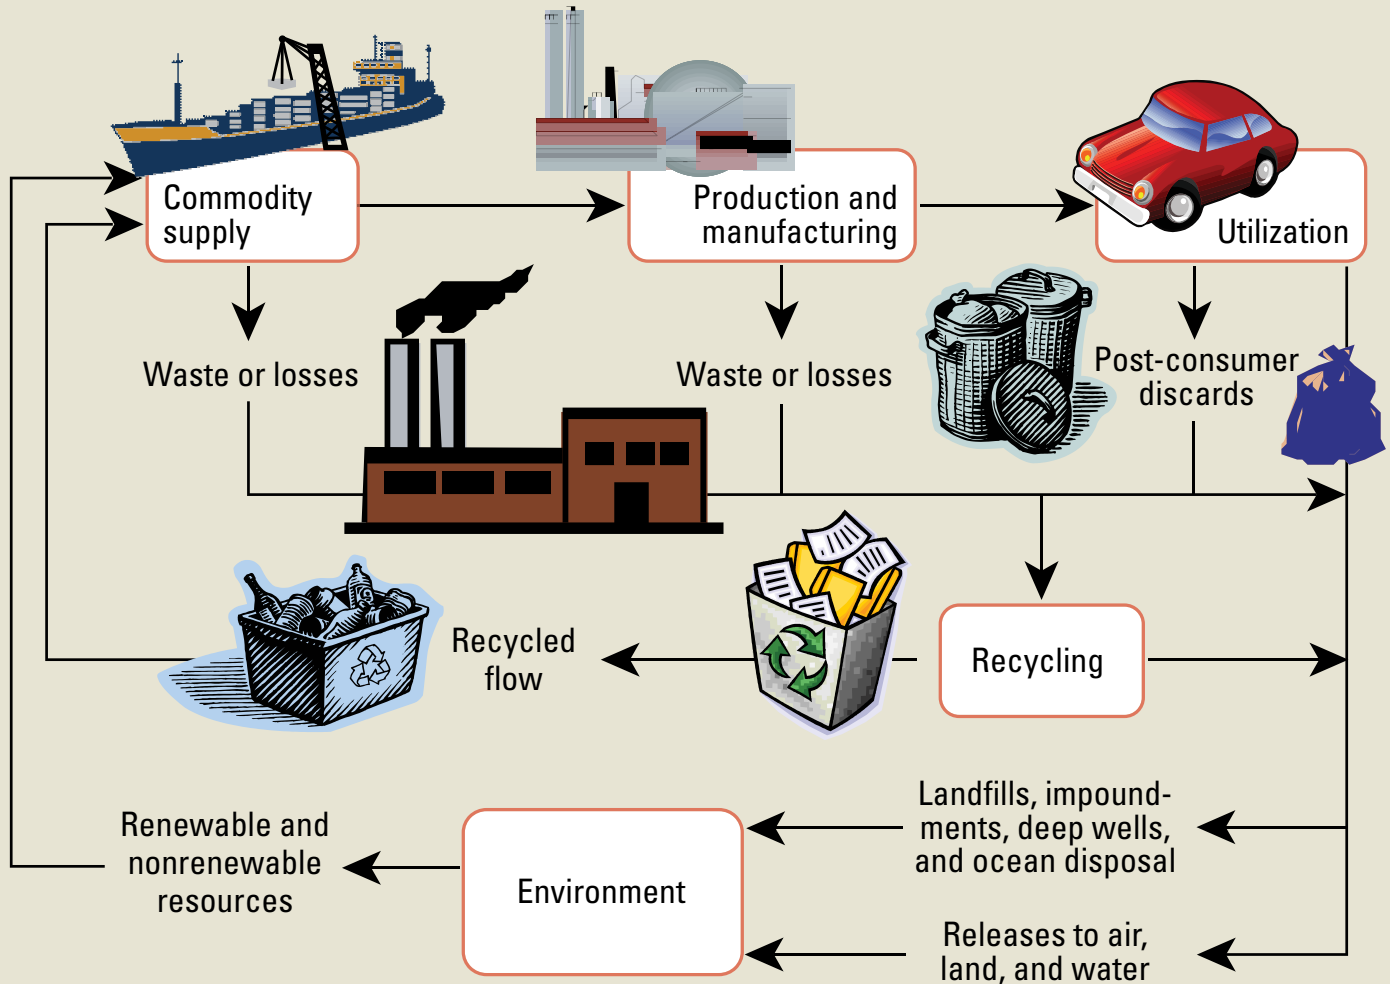 Commodity
supply
Production and
manufacturing
Utilization
Waste or losses
Waste or losses
Post-consumer
discards
Recycled
flow
Recycling
Landfills, impound-
ments, deep wells,
and ocean disposal
Renewable and
nonrenewable
resources
Environment
Releases to air,
land, and water